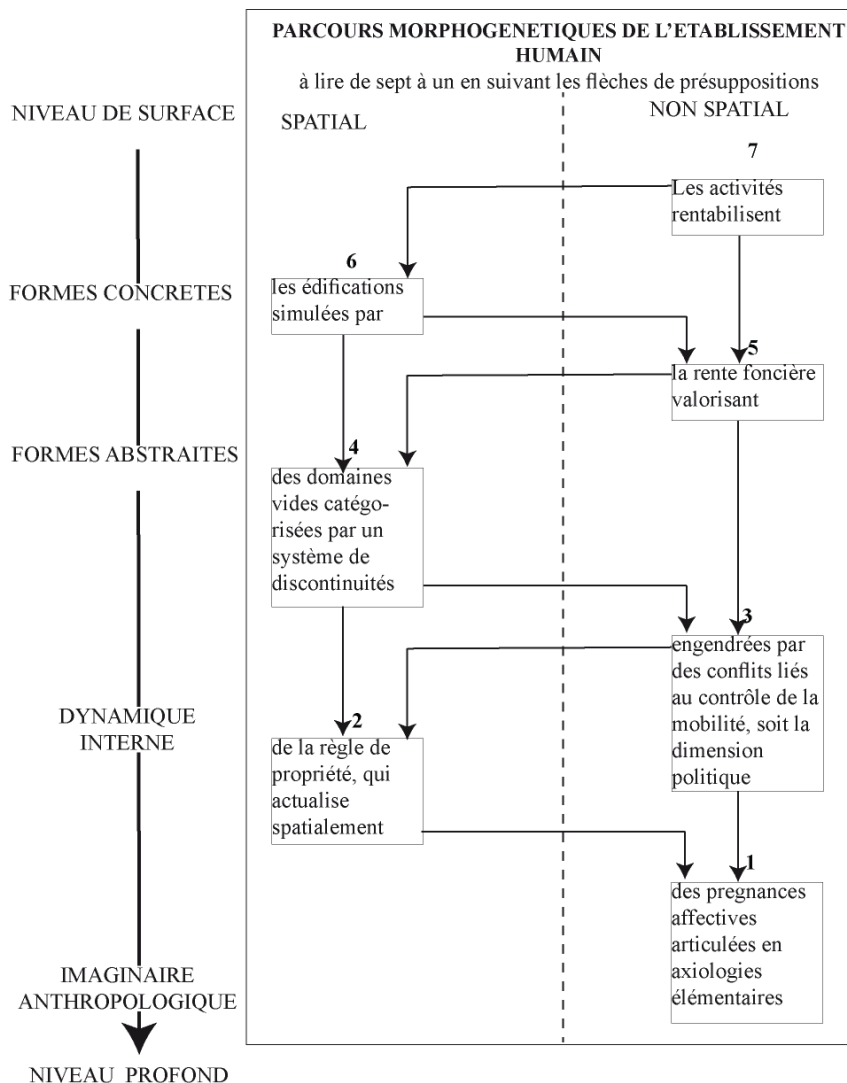 PARCOURS MORPHOGENETIQUES DE L'ETABLISSEMENT
HUMAIN
à lire de sept à un en suivant les flèches de présuppositions
NIVEAU DE SURFACE
SPATIAL
NON SPATIAL
7
Les activités
rentabilisent
6
les édifications
simulées par
FORMES CONCRETES
5
la rente foncière
valorisant
FORMES ABSTRAITES
4
des domaines
vides catégo-
risées par un
système de
discontinuités
3
engendrées par
des conflits liés
au contrôle de la
mobilité, soit la
dimension
politique
DYNAMIQUE
INTERNE
2
de la règle de
propriété, qui
actualise
spatialement
1
des pregnances
affectives
articulées en
axiologies
élémentaires
IMAGINAIRE
ANTHROPOLOGIQUE
NIVEAU PROFOND